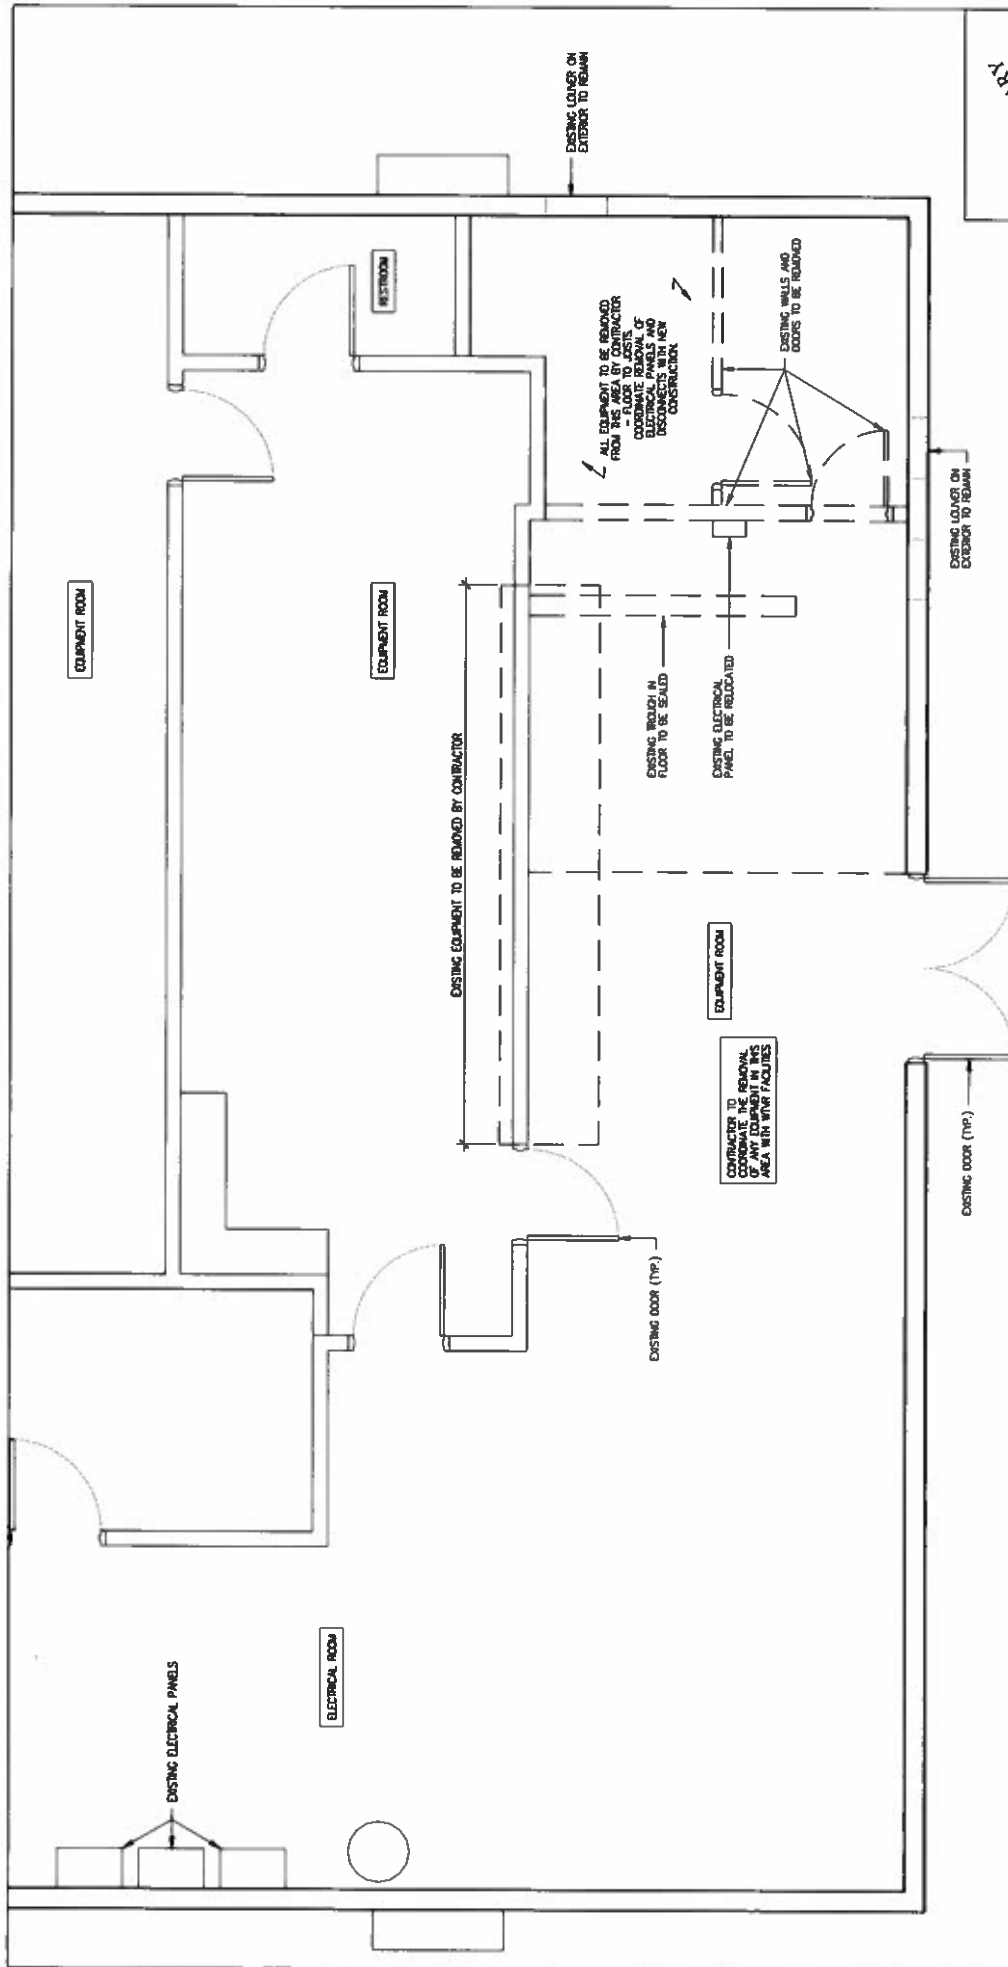 EQUIPMENT ROOM
EXISTING ELECTRICAL PANELS
ELECTRICAL ROOM
EQUIPMENT ROOM
RESTROOM
EXISTING EQUIPMENT TO BE REMOVED BY CONTRACTOR
EXISTING LOUVER ON
EXTERIOR TO REMAIN
ALL EQUIPMENT TO BE REMOVED
FROM THIS AREA BY CONTRACTOR
- FLOOR TO JOISTS.
COORDINATE REMOVAL OF
ELECTRICAL PANELS AND
DISCONNECTS WITH NEW
CONSTRUCTION.
EXISTING DOOR (TYP.)
EXISTING TROUGH IN
FLOOR TO BE SEALED
EQUIPMENT ROOM
EXISTING ELECTRICAL
PANEL TO BE RELOCATED
CONTRACTOR TO
COORDINATE THE REMOVAL
OF ANY EQUIPMENT IN THIS
AREA WITH WTVR FACILITIES
EXISTING WALLS AND
DOORS TO BE REMOVED
EXISTING DOOR (TYP.)
EXISTING LOUVER ON
EXTERIOR TO REMAIN